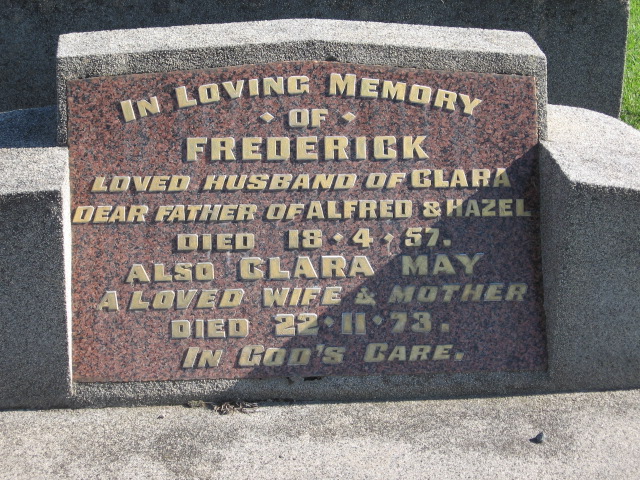 In Loving Memory
• OF •
FREDERICK
LOVED HUSBAND OF CLARA
DEAR FATHER OF ALFRED & HAZEL
DIED 18•4•57.
ALSO CLARA MAY
A LOVED WIFE & MOTHER
DIED 22•11•73.
In God's Care.